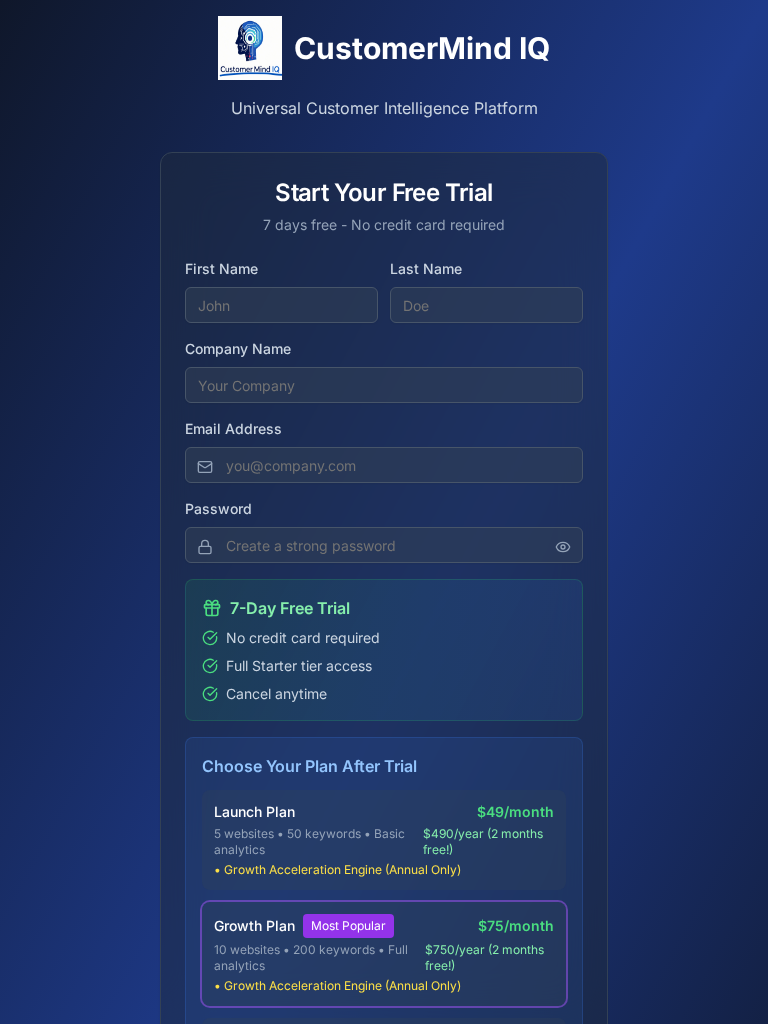 Customer Mind IQ
CustomerMind IQ
Universal Customer Intelligence Platform
Start Your Free Trial
7 days free - No credit card required
First Name
Last Name
John
Doe
Company Name
Your Company
Email Address
you@company.com
Password
Create a strong password
7-Day Free Trial
No credit card required
Full Starter tier access
Cancel anytime
Choose Your Plan After Trial
Launch Plan
$49/month
5 websites • 50 keywords • Basic
analytics
$490/year (2 months
free!)
• Growth Acceleration Engine (Annual Only)
Growth Plan
Most Popular
$75/month
10 websites • 200 keywords • Full
analytics
$750/year (2 months
free!)
• Growth Acceleration Engine (Annual Only)